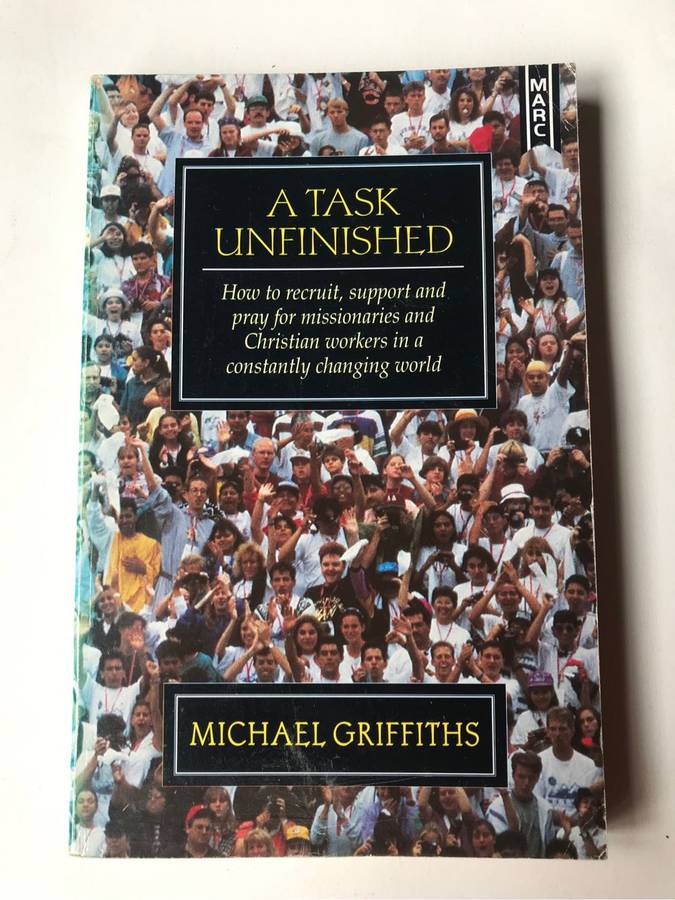 MARC
A TASK
UNFINISHED
How to recruit, support and
pray for missionaries and
Christian workers in a
constantly changing world
MICHAEL GRIFFITHS